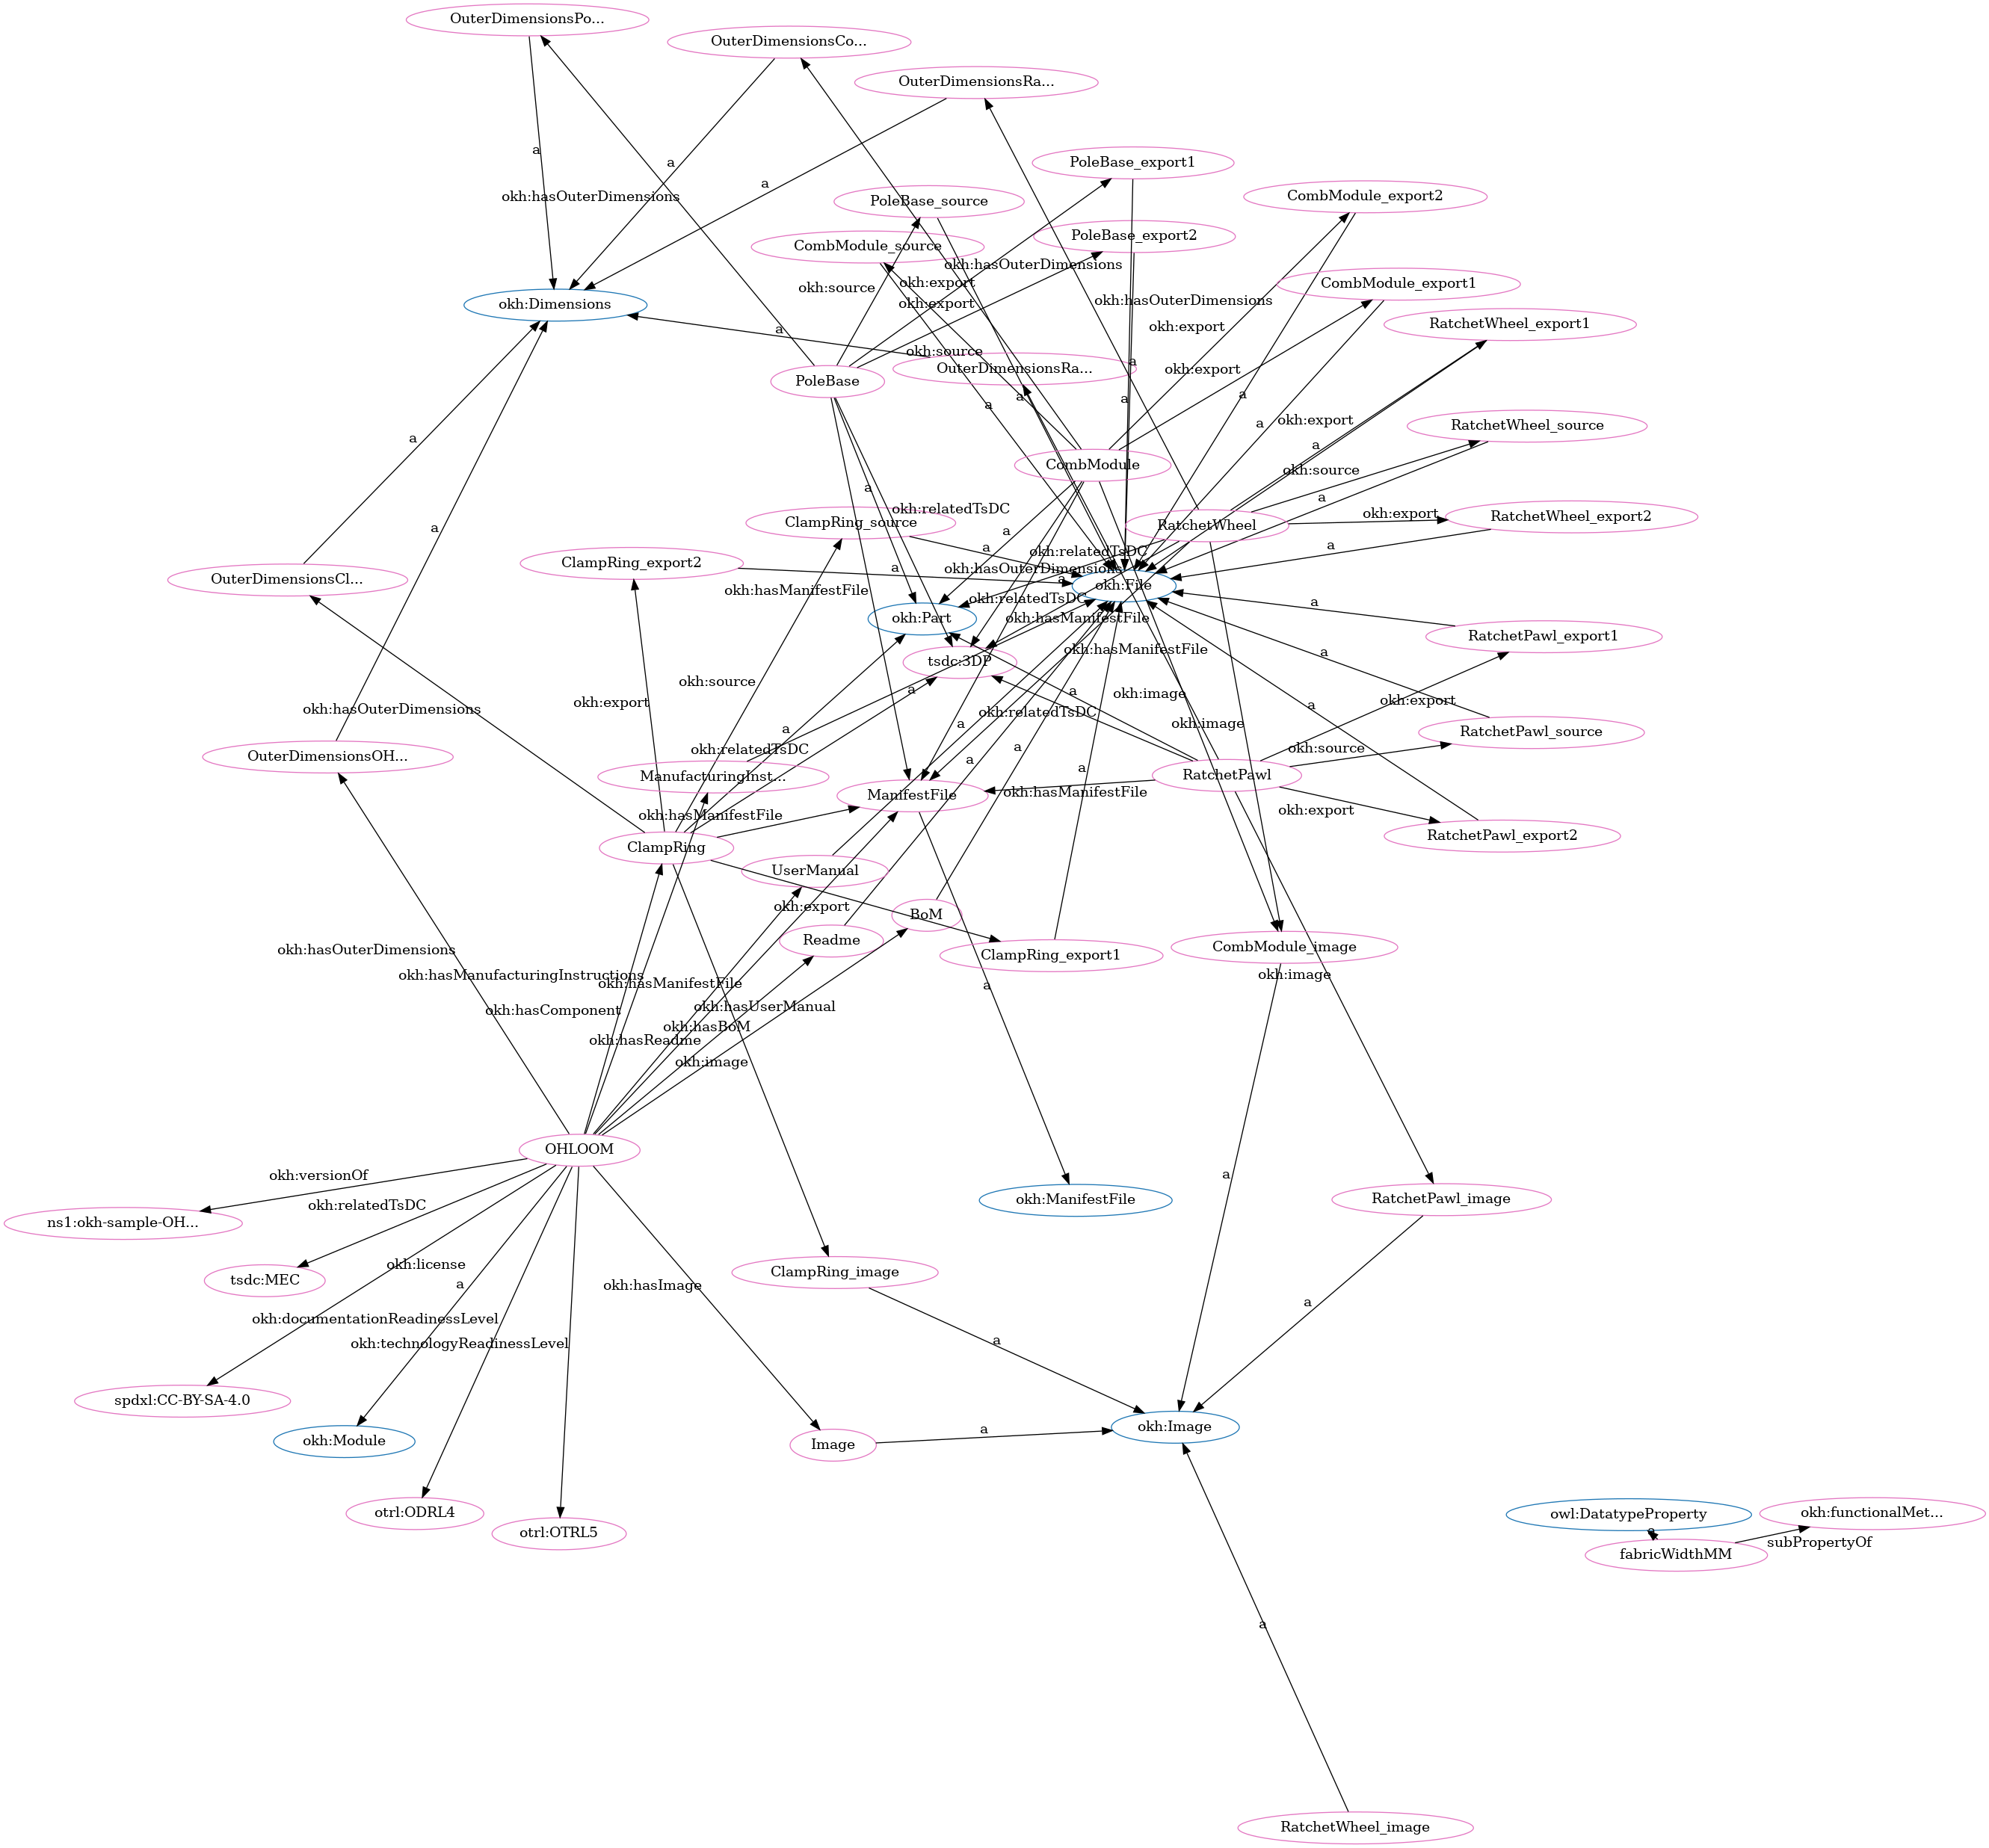 OuterDimensionsPo...
OuterDimensionsCo...
OuterDimensionsRa...
a
a
a
okh:hasOuterDimensions
PoleBase_export1
PoleBase_source
CombModule_export2
PoleBase_export2
CombModule_source
okh:hasOuterDimensions
okh:export
okh:source
okh:export
CombModule_export1
okh:hasOuterDimensions
okh:Dimensions
okh:export
RatchetWheel_export1
a
okh:source
a
OuterDimensionsRa...
okh:export
PoleBase
a
a
a
a
a
okh:export
a
RatchetWheel_source
a
a
CombModule
okh:source
a
a
a
okh:relatedTsDC
okh:export
RatchetWheel_export2
ClampRing_source
RatchetWheel
a
a
a
a
okh:relatedTsDC
ClampRing_export2
a
okh:hasOuterDimensions
a
OuterDimensionsCl...
okh:File
okh:hasManifestFile
okh:relatedTsDC
a
okh:Part
okh:hasManifestFile
RatchetPawl_export1
okh:hasManifestFile
a
tsdc:3DP
okh:source
a
a
okh:image
okh:export
okh:export
a
okh:hasOuterDimensions
okh:relatedTsDC
okh:image
a
a
RatchetPawl_source
okh:relatedTsDC
a
okh:source
OuterDimensionsOH...
a
ManufacturingInst...
a
RatchetPawl
ManifestFile
okh:hasManifestFile
okh:export
okh:hasManifestFile
RatchetPawl_export2
ClampRing
UserManual
okh:export
BoM
Readme
CombModule_image
okh:hasOuterDimensions
ClampRing_export1
okh:hasManufacturingInstructions
okh:image
okh:hasManifestFile
a
okh:hasUserManual
okh:hasComponent
okh:hasBoM
okh:hasReadme
okh:image
OHLOOM
okh:versionOf
a
okh:ManifestFile
RatchetPawl_image
okh:relatedTsDC
ns1:okh-sample-OH...
okh:license
ClampRing_image
tsdc:MEC
a
okh:hasImage
a
okh:documentationReadinessLevel
a
okh:technologyReadinessLevel
spdxl:CC-BY-SA-4.0
okh:Image
a
okh:Module
Image
otrl:ODRL4
owl:DatatypeProperty
okh:functionalMet...
otrl:OTRL5
a
subPropertyOf
fabricWidthMM
a
RatchetWheel_image